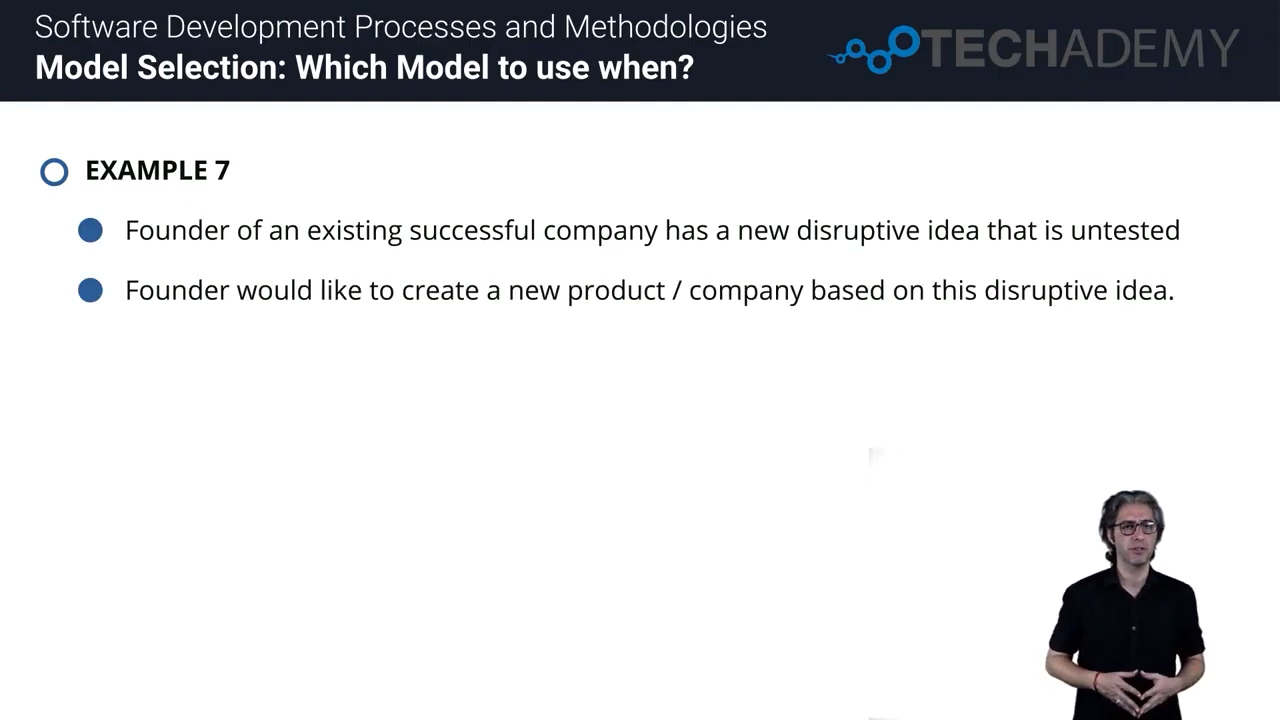 Software Development Processes and Methodologies
Model Selection: Which Model to use when?
TECHADEMY
EXAMPLE 7
Founder of an existing successful company has a new disruptive idea that is untested
Founder would like to create a new product / company based on this disruptive idea.